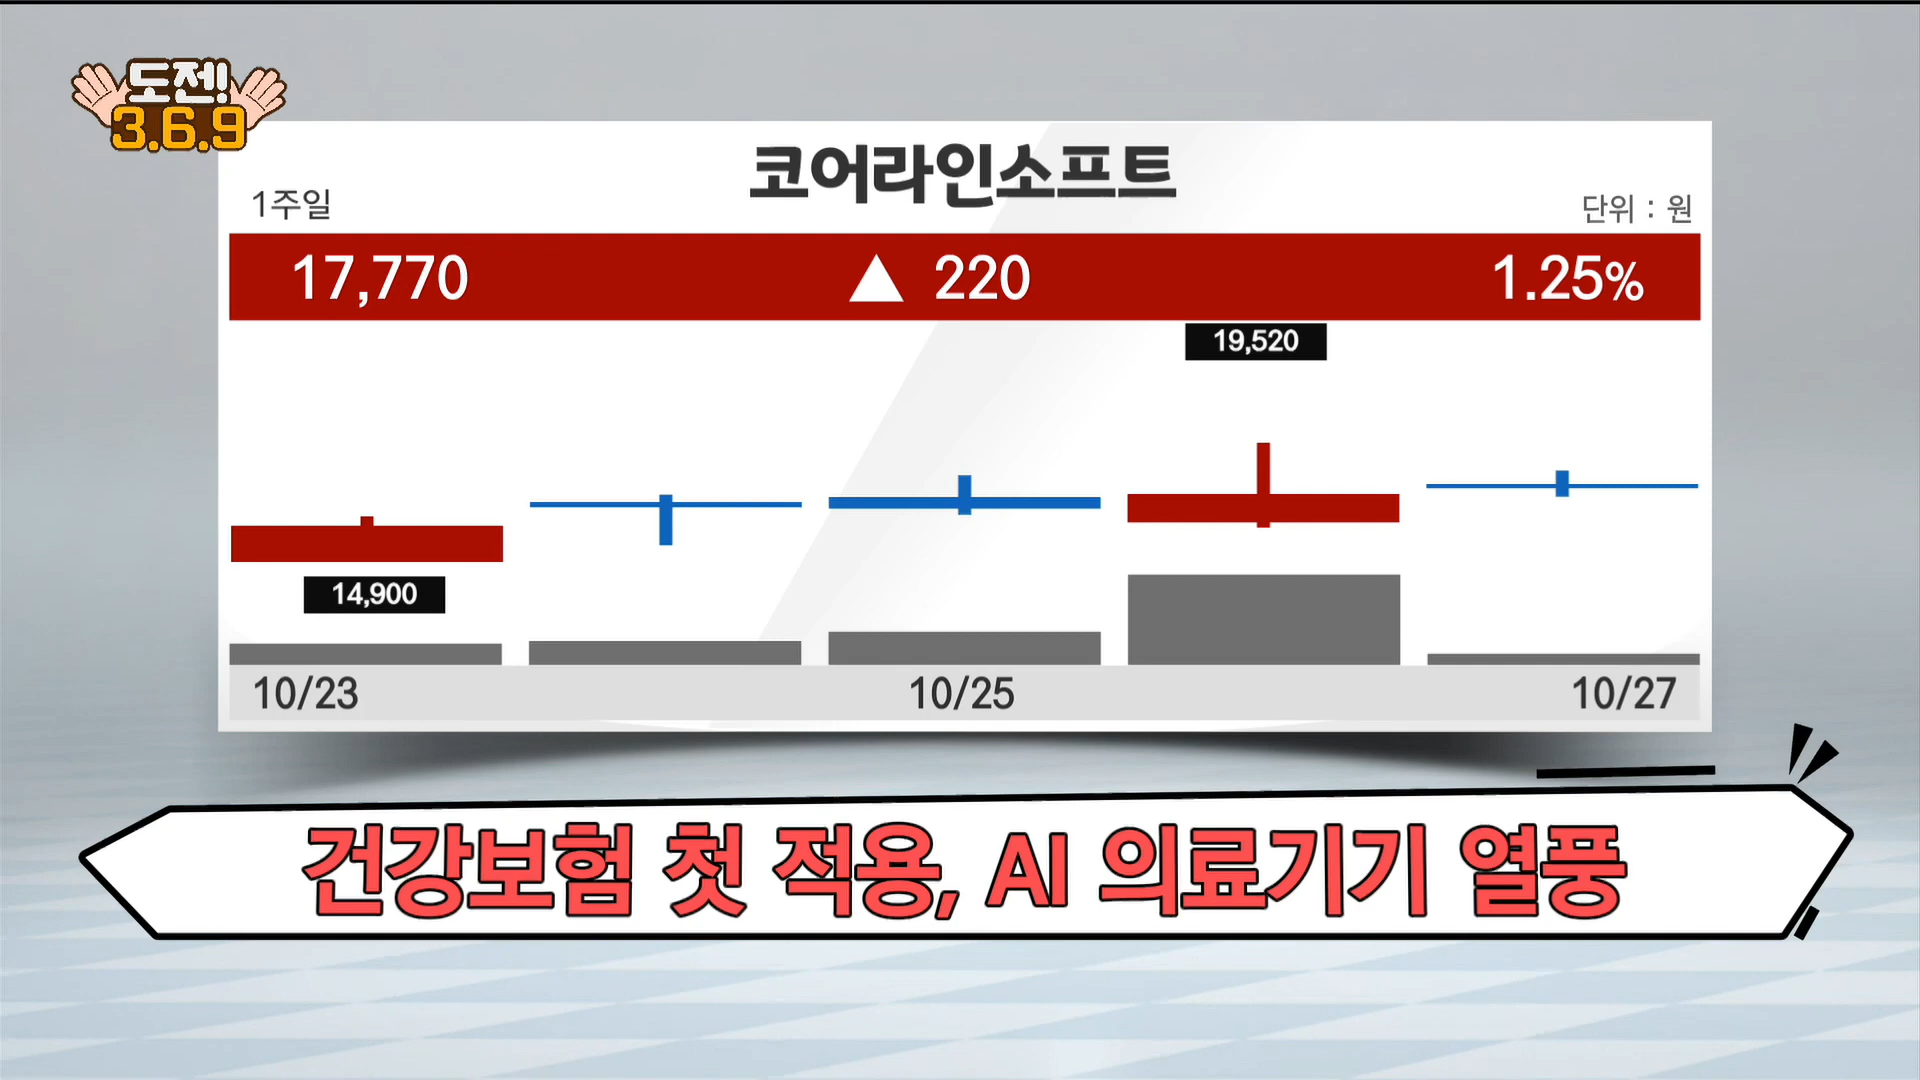 도전!
3.6.9
코어라인소프트
1주일
단위 : 원
17,770 ▲ 220 1.25%
19,520
14,900
10/23 10/25 10/27
건강보험 첫 적용, AI 의료기기 열풍